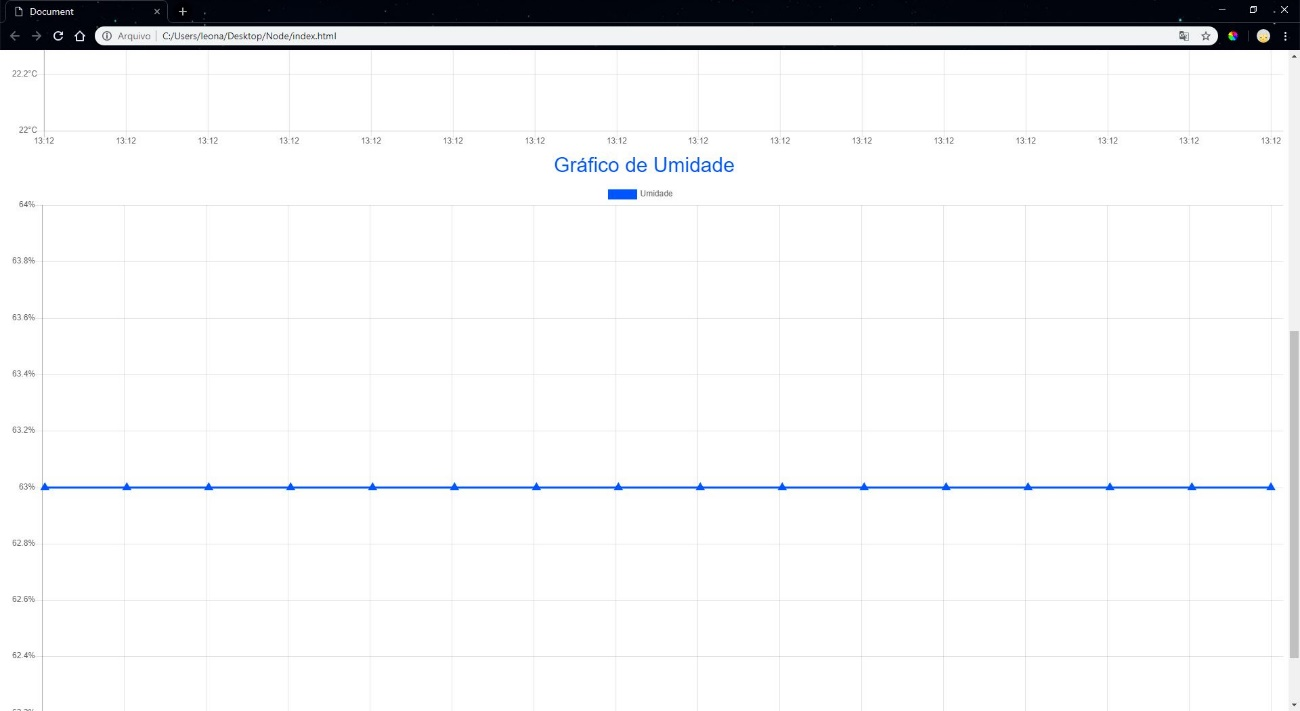 Document
Arquivo C:/Users/leona/Desktop/Node/index.html
22.2°C
22°C
13:12 13:12 13:12 13:12 13:12 13:12 13:12 13:12 13:12 13:12 13:12 13:12 13:12 13:12 13:12 13:12
Gráfico de Umidade
Umidade
64%
63.8%
63.6%
63.4%
63.2%
63%
62.8%
62.6%
62.4%